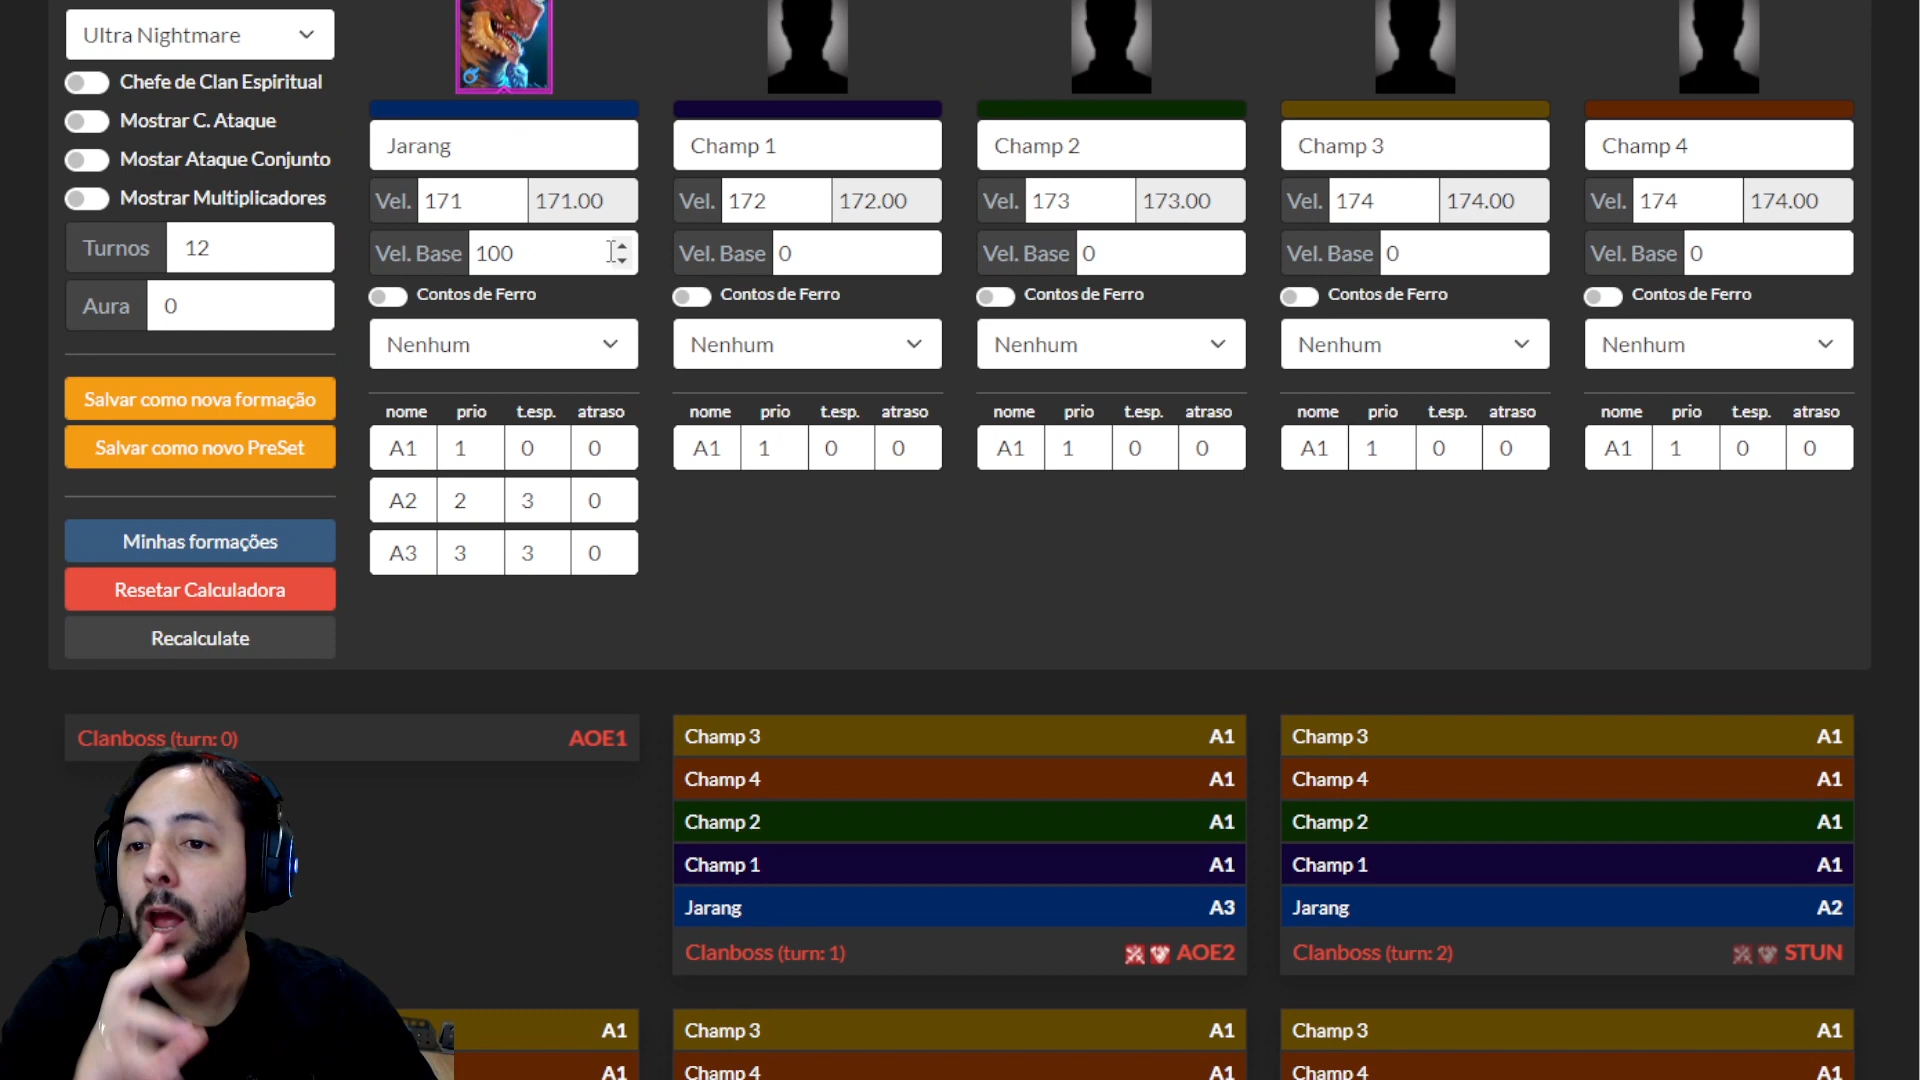 Ultra Nightmare
Chefe de Clan Espiritual
Mostrar C. Ataque
Mostar Ataque Conjunto
Mostrar Multiplicadores
Turnos 12
Aura 0
Salvar como nova formação
Salvar como novo PreSet
Minhas formações
Resetar Calculadora
Recalculate
Jarang
Vel. 171 171.00
Vel. Base 100
Contos de Ferro
Nenhum
nome prio t.esp. atraso
A1 1 0 0
A2 2 3 0
A3 3 3 0
Champ 1
Vel. 172 172.00
Vel. Base 0
Contos de Ferro
Nenhum
nome prio t.esp. atraso
A1 1 0 0
Champ 2
Vel. 173 173.00
Vel. Base 0
Contos de Ferro
Nenhum
nome prio t.esp. atraso
A1 1 0 0
Champ 3
Vel. 174 174.00
Vel. Base 0
Contos de Ferro
Nenhum
nome prio t.esp. atraso
A1 1 0 0
Champ 4
Vel. 174 174.00
Vel. Base 0
Contos de Ferro
Nenhum
nome prio t.esp. atraso
A1 1 0 0
Clanboss (turn: 0) AOE1
Champ 3 A1
Champ 4 A1
Champ 2 A1
Champ 1 A1
Jarang A3
Clanboss (turn: 1) AOE2
Champ 3 A1
Champ 4 A1
Champ 2 A1
Champ 1 A1
Jarang A2
Clanboss (turn: 2) STUN
A1
A1
Champ 3 A1
Champ 4 A1
Champ 3 A1
Champ 4 A1